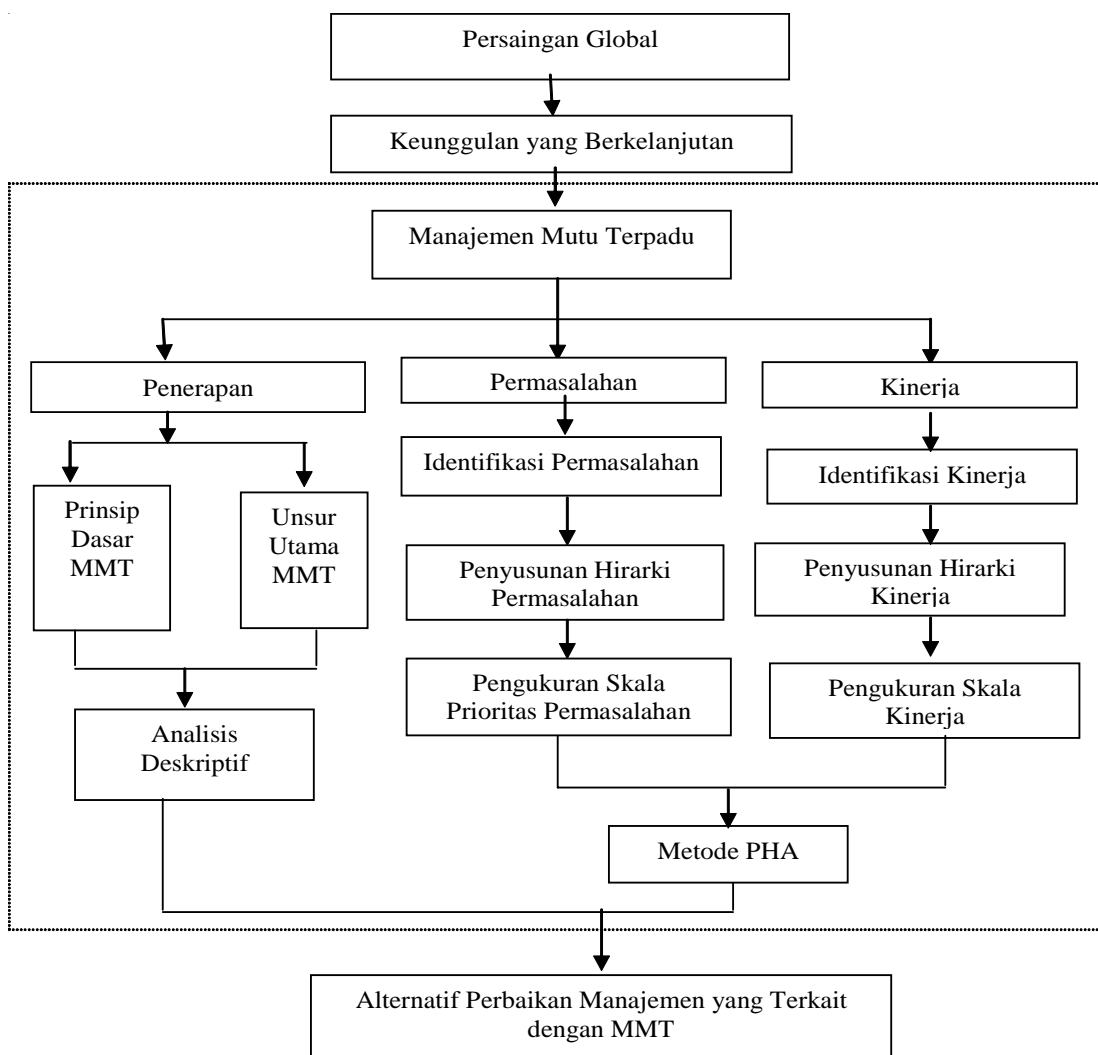 Persaingan Global
Keunggulan yang Berkelanjutan
Manajemen Mutu Terpadu
Penerapan
Permasalahan
Kinerja
Identifikasi Permasalahan
Identifikasi Kinerja
Prinsip
Dasar
MMT
Unsur
Utama
MMT
Penyusunan Hirarki
Permasalahan
Penyusunan Hirarki
Kinerja
Pengukuran Skala
Prioritas Permasalahan
Pengukuran Skala
Kinerja
Analisis
Deskriptif
Metode PHA
Alternatif Perbaikan Manajemen yang Terkait
dengan MMT